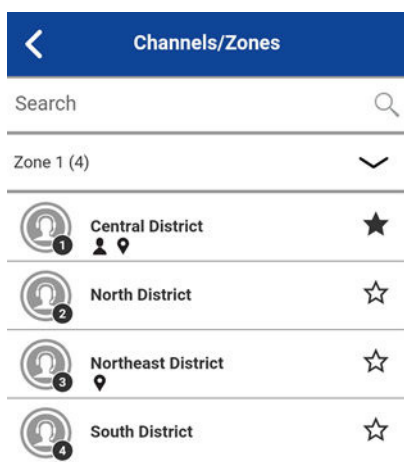 Channels/Zones
Search
Zone 1 (4)
1
Central District
2
North District
3
Northeast District
4
South District